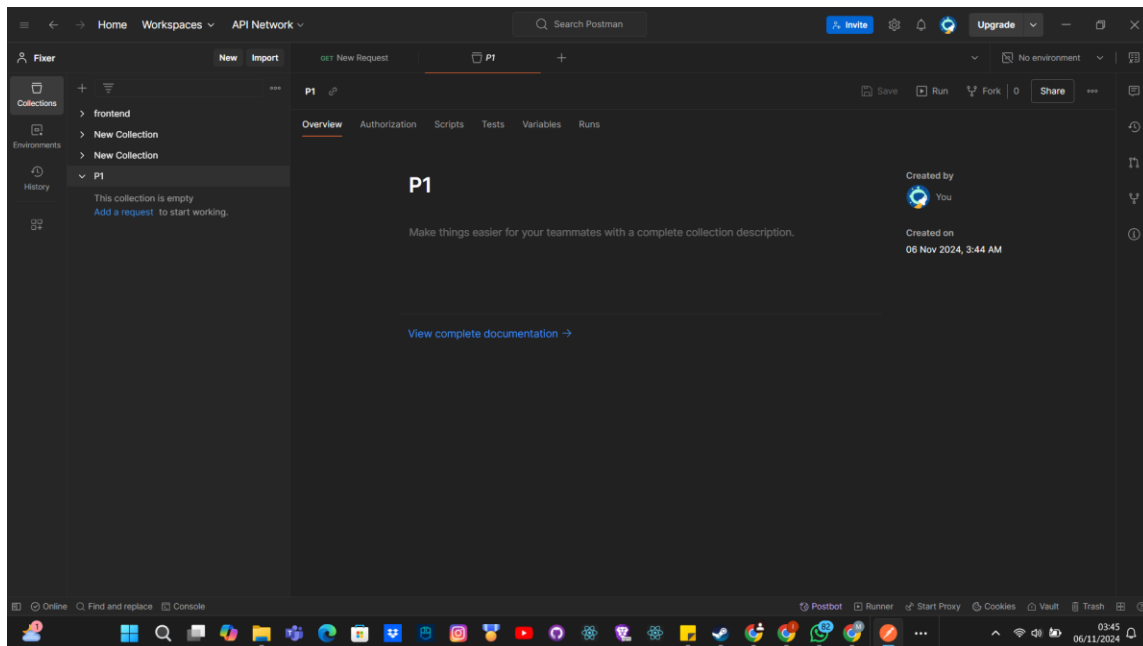 Home Workspaces API Network Search Postman Invite Upgrade
Fixer New Import GET New Request P1 No environment
Collections
P1 Save Run Fork 0 Share
frontend
Overview Authorization Scripts Tests Variables Runs
New Collection
Environments
New Collection
P1
History
P1
Created by
You
This collection is empty
Add a request to start working.
Make things easier for your teammates with a complete collection description.
Created on
06 Nov 2024, 3:44 AM
View complete documentation →
Online Find and replace Console Postbot Runner Start Proxy Cookies Vault Trash
1 82 M 03:45
06/11/2024